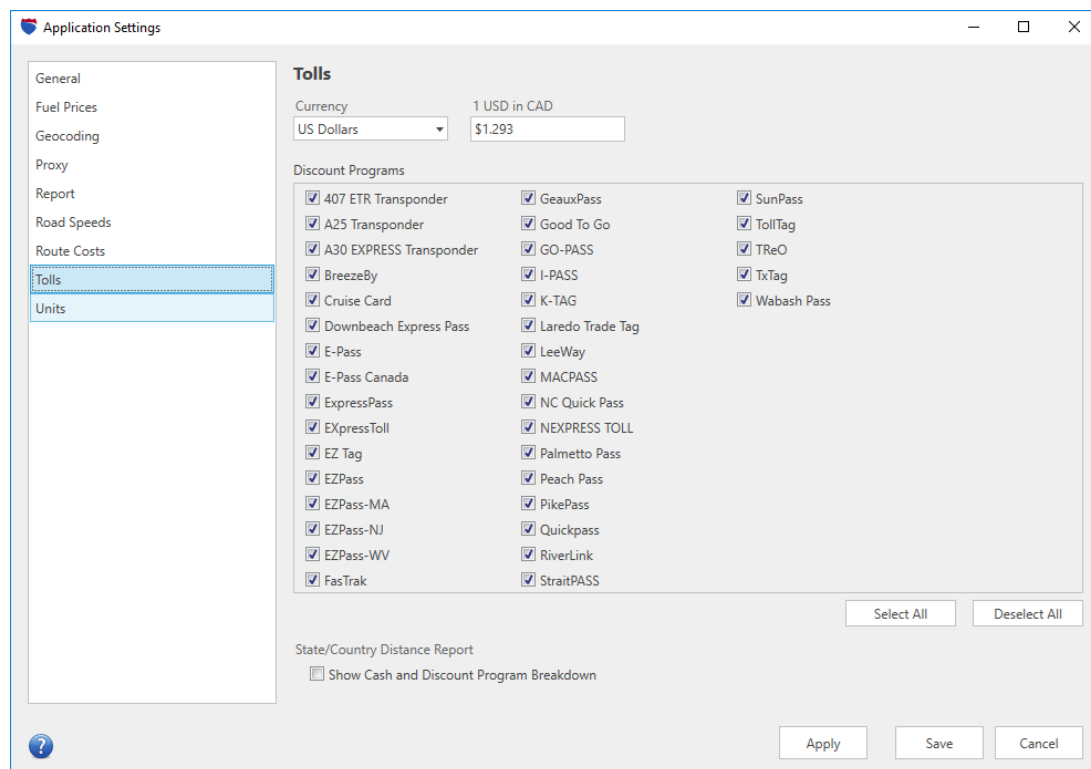 Application Settings
General
Fuel Prices
Geocoding
Proxy
Report
Road Speeds
Route Costs
Tolls
Units
Tolls
Currency 1 USD in CAD
US Dollars $1.293
Discount Programs
407 ETR Transponder GeauxPass SunPass
A25 Transponder Good To Go TollTag
A30 EXPRESS Transponder GO-PASS TReO
BreezeBy I-PASS TxTag
Cruise Card K-TAG Wabash Pass
Downbeach Express Pass Laredo Trade Tag
E-Pass LeeWay
E-Pass Canada MACPASS
ExpressPass NC Quick Pass
EXpressToll NEXPRESS TOLL
EZ Tag Palmetto Pass
EZPass Peach Pass
EZPass-MA PikePass
EZPass-NJ Quickpass
EZPass-WV RiverLink
FasTrak StraitPASS
Select All Deselect All
State/Country Distance Report
Show Cash and Discount Program Breakdown
? Apply Save Cancel